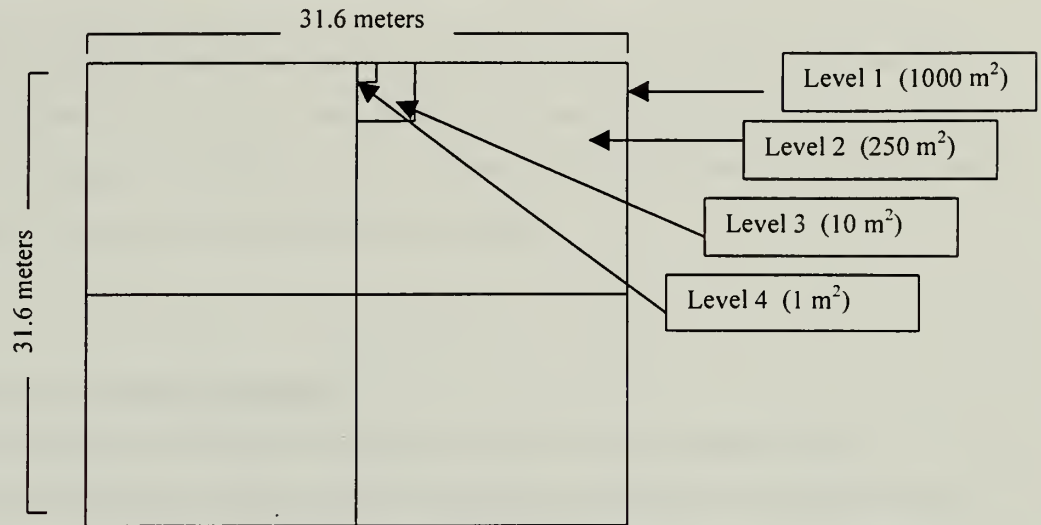 31.6 meters
Level 1 (1000 m²)
Level 2 (250 m²)
31.6 meters
Level 3 (10 m²)
Level 4 (1 m²)